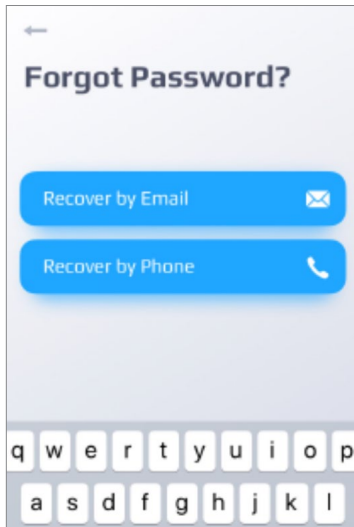 Forgot Password?
Recover by Email
Recover by Phone
q w e r t y u i o p
a s d f g h j k l